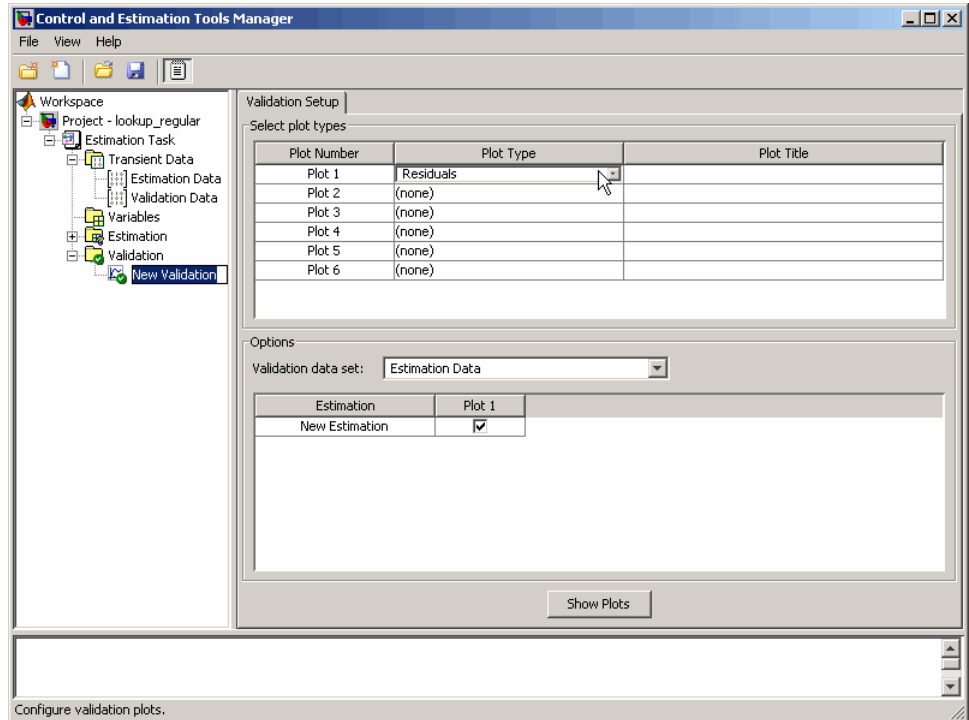 Control and Estimation Tools Manager
File View Help
Workspace
Project - lookup_regular
Estimation Task
Transient Data
Estimation Data
Validation Data
Variables
Estimation
Validation
New Validation
Validation Setup
Select plot types
Plot Number Plot Type Plot Title
Plot 1 Residuals
Plot 2 (none)
Plot 3 (none)
Plot 4 (none)
Plot 5 (none)
Plot 6 (none)
Options
Validation data set: Estimation Data
Estimation Plot 1
New Estimation
Show Plots
Configure validation plots.